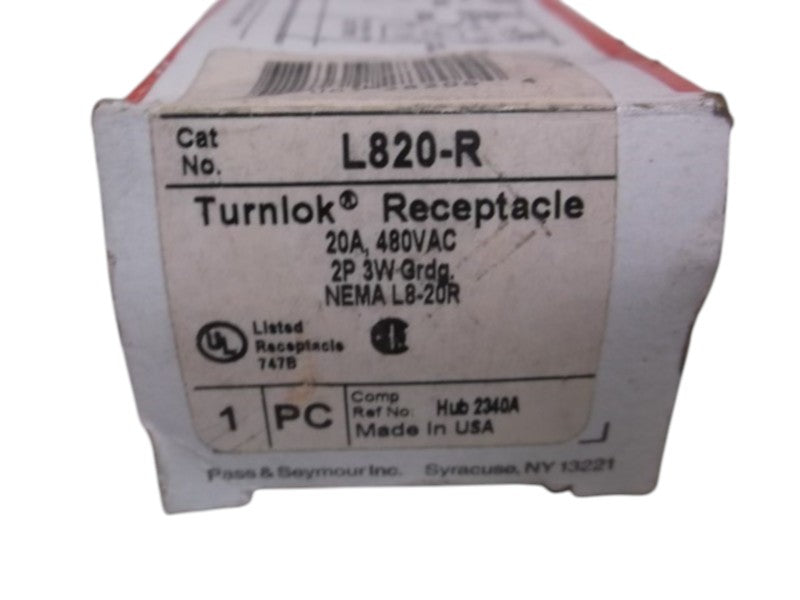 Cat No. L820-R
Turnlok® Receptacle
20A, 480VAC
2P 3W Grdg.
NEMA L8-20R
UL Listed
Receptacle
747B
1 PC
Comp
Ref No: Hub 2340A
Made In USA
Pass & Seymour Inc. Syracuse, NY 13221